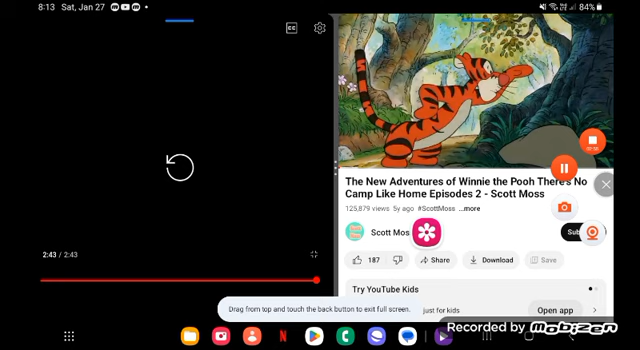 8:13 Sat, Jan 27
84%
CC
The New Adventures of Winnie the Pooh There's No
Camp Like Home Episodes 2 - Scott Moss
125,879 views 5y ago #ScottMoss ...more
Scott Mos
Sub
2:43 / 2:43
187
Share
Download
Save
Try YouTube Kids
Drag from top and touch the back button to exit full screen.
just for kids
Open app
Recorded by Mobizen